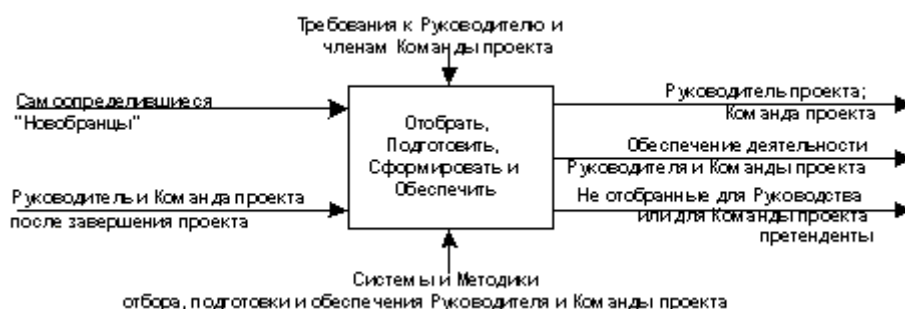 Требования к Руководителю и
членам Команды проекта
Самоопределившиеся
"Новобранцы"
Руководитель и Команда проекта
после завершения проекта
Отобрать,
Подготовить,
Сформировать и
Обеспечить
Руководитель проекта;
Команда проекта
Обеспечение деятельности
Руководителя и Команды проекта
Не отобранные для Руководства
или для Команды проекта
претенденты
Системы и Методики
отбора, подготовки и обеспечения Руководителя и Команды проекта